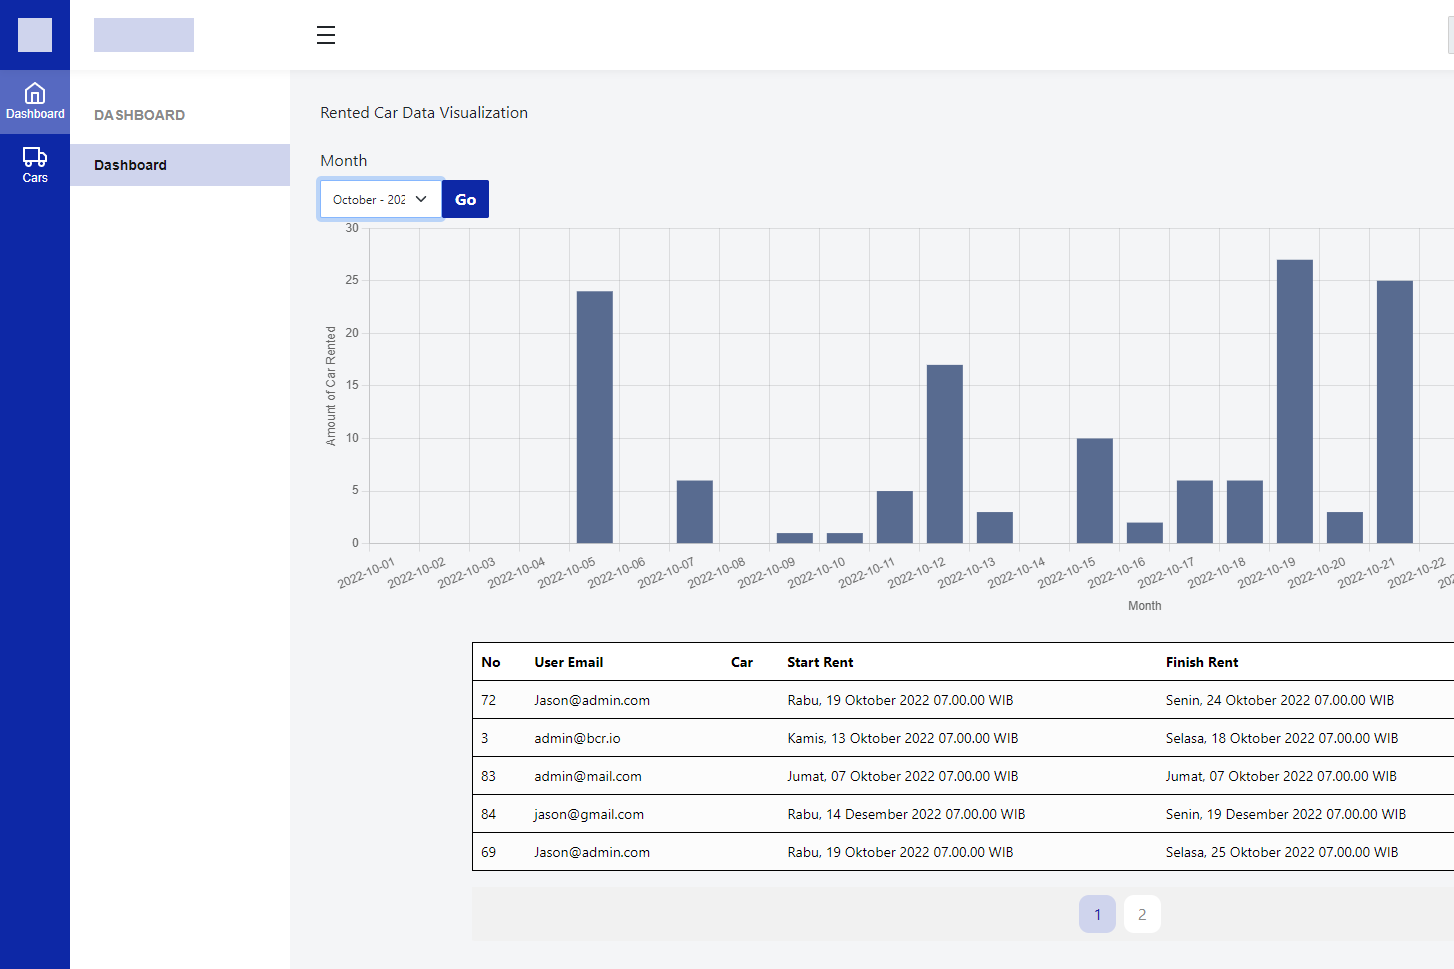 Dashboard
Cars
DASHBOARD
Dashboard
Rented Car Data Visualization
Month
October - 202
Go
30
25
20
15
10
5
0
Amount of Car Rented
2022-10-01 2022-10-02 2022-10-03 2022-10-04 2022-10-05 2022-10-06 2022-10-07 2022-10-08 2022-10-09 2022-10-10 2022-10-11 2022-10-12 2022-10-13 2022-10-14 2022-10-15 2022-10-16 2022-10-17 2022-10-18 2022-10-19 2022-10-20 2022-10-21 2022-10-22
Month
No User Email Car Start Rent Finish Rent
72 Jason@admin.com Rabu, 19 Oktober 2022 07.00.00 WIB Senin, 24 Oktober 2022 07.00.00 WIB
3 admin@bcr.io Kamis, 13 Oktober 2022 07.00.00 WIB Selasa, 18 Oktober 2022 07.00.00 WIB
83 admin@mail.com Jumat, 07 Oktober 2022 07.00.00 WIB Jumat, 07 Oktober 2022 07.00.00 WIB
84 jason@gmail.com Rabu, 14 Desember 2022 07.00.00 WIB Senin, 19 Desember 2022 07.00.00 WIB
69 Jason@admin.com Rabu, 19 Oktober 2022 07.00.00 WIB Selasa, 25 Oktober 2022 07.00.00 WIB
1 2